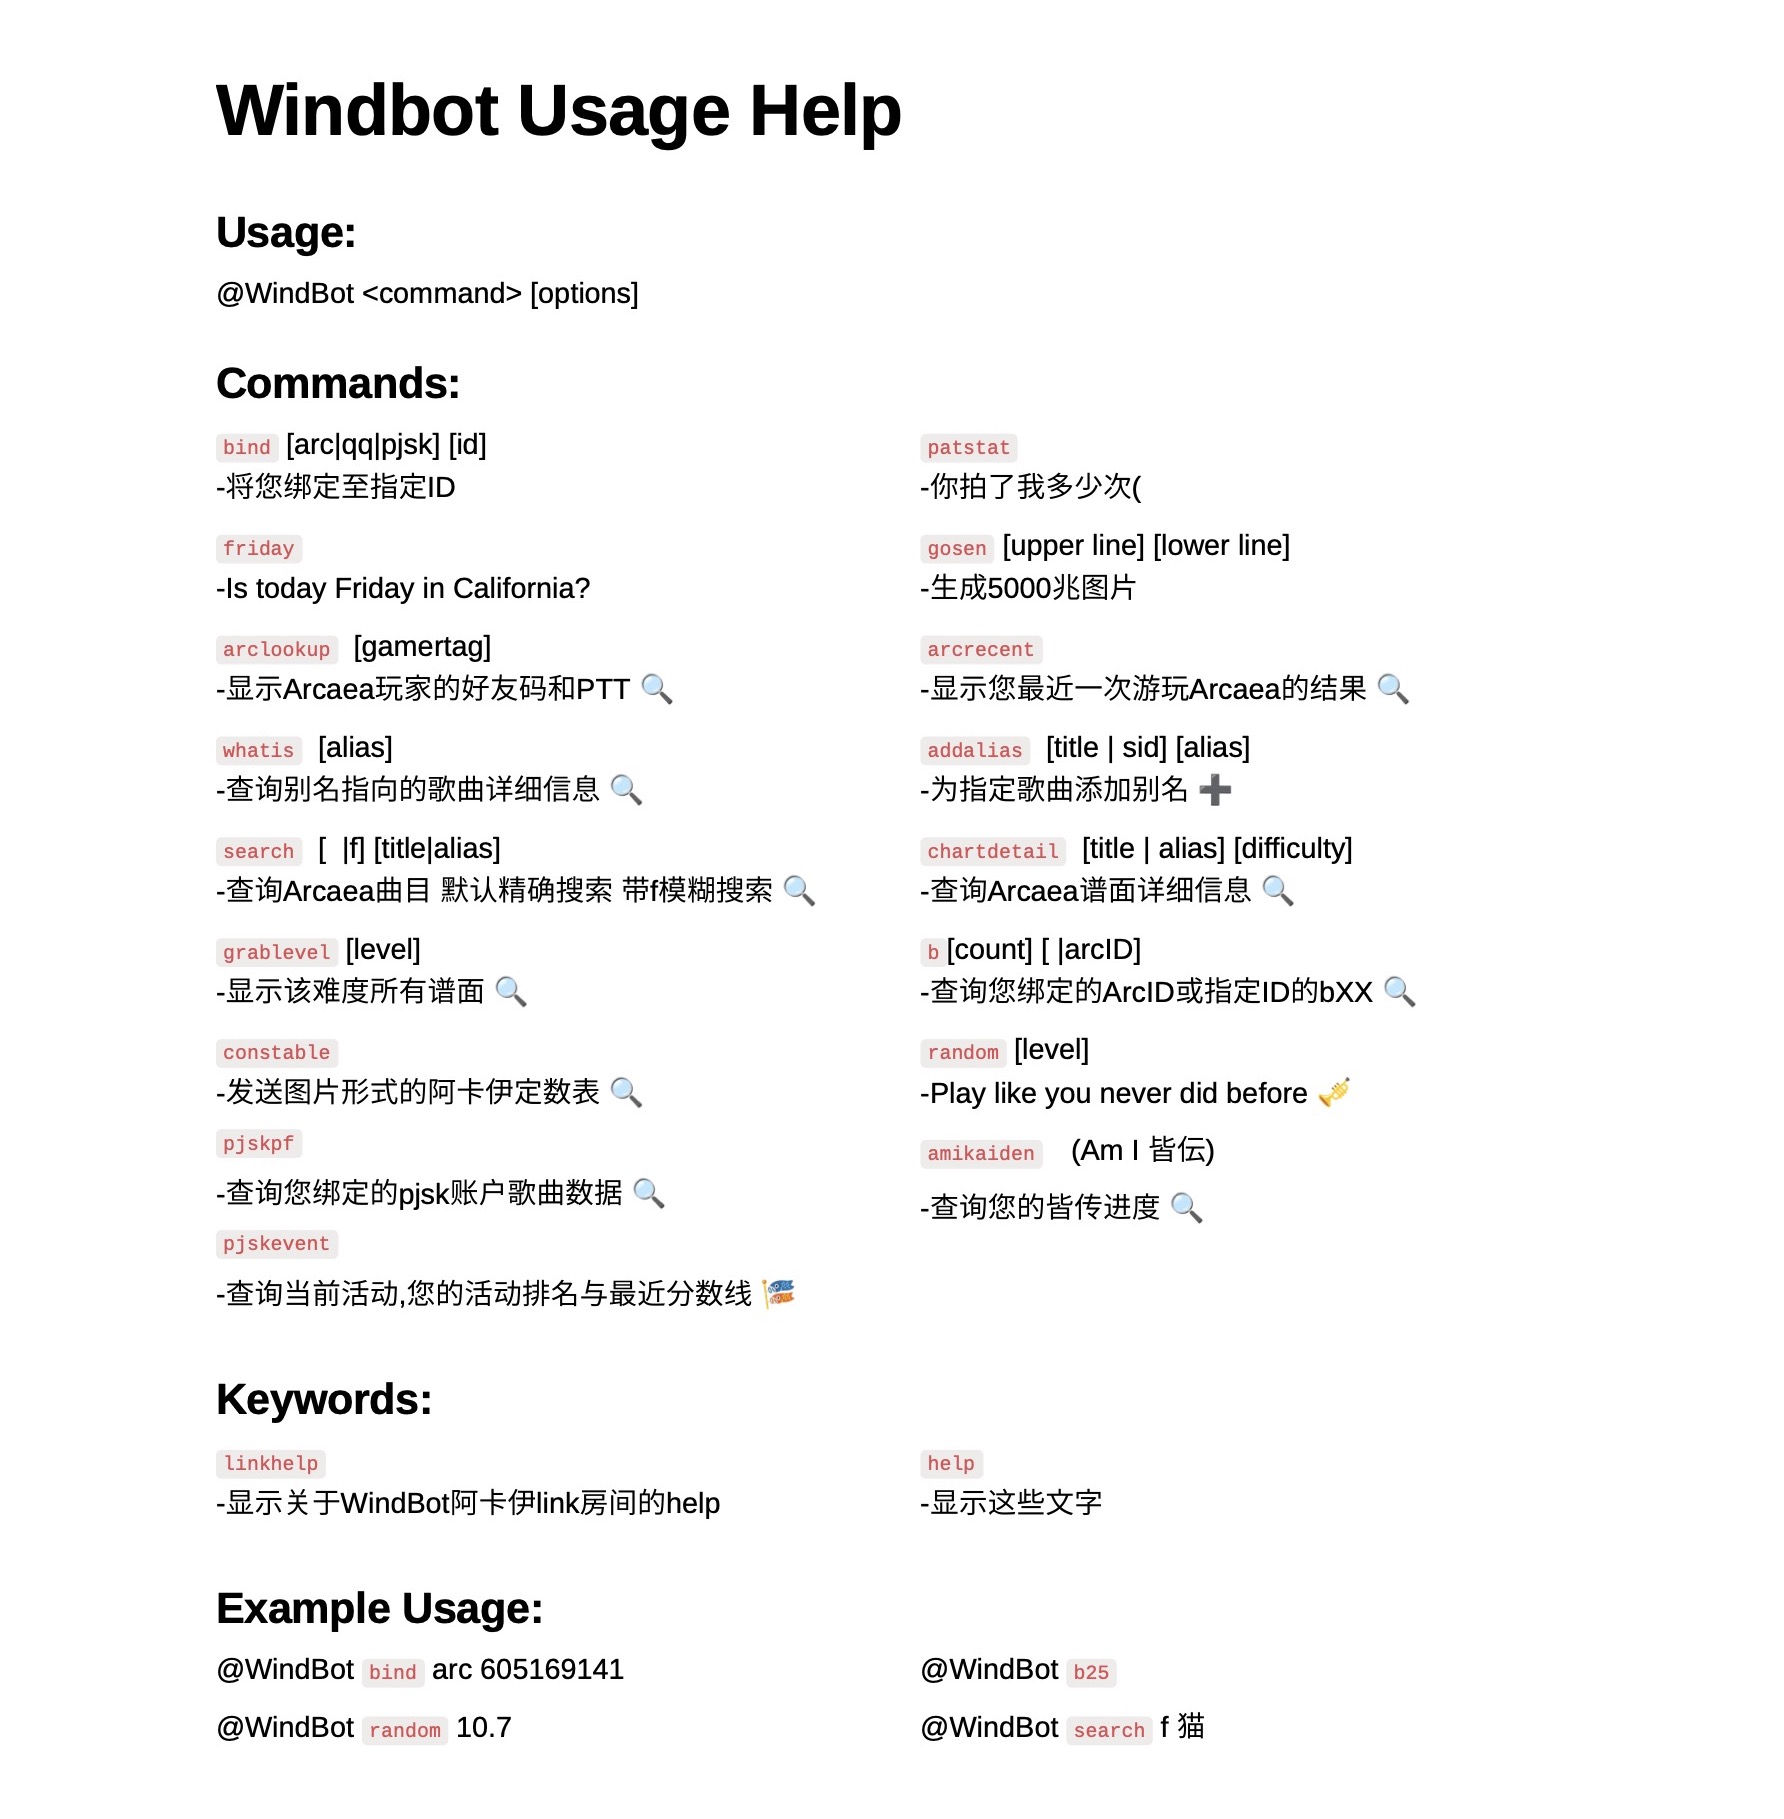 Windbot Usage Help
Usage:
@WindBot <command> [options]
Commands:
bind [arc|qq|pjsk] [id]
-将您绑定至指定ID
friday
-Is today Friday in California?
arclookup [gamertag]
-显示Arcaea玩家的好友码和PTT 🔍
whatis [alias]
-查询别名指向的歌曲详细信息 🔍
search [ |f] [title|alias]
-查询Arcaea曲目 默认精确搜索 带f模糊搜索 🔍
grablevel [level]
-显示该难度所有谱面 🔍
constable
-发送图片形式的阿卡伊定数表 🔍
pjskpf
-查询您绑定的pjsk账户歌曲数据 🔍
pjskevent
-查询当前活动,您的活动排名与最近分数线 🎏
patstat
-你拍了我多少次(
gosen [upper line] [lower line]
-生成5000兆图片
arcrecent
-显示您最近一次游玩Arcaea的结果 🔍
addalias [title | sid] [alias]
-为指定歌曲添加别名 ➕
chartdetail [title | alias] [difficulty]
-查询Arcaea谱面详细信息 🔍
b [count] [ |arcID]
-查询您绑定的ArcID或指定ID的bXX 🔍
random [level]
-Play like you never did before 🎺
amikaiden (Am I 皆伝)
-查询您的皆传进度 🔍
Keywords:
linkhelp
-显示关于WindBot阿卡伊link房间的help
help
-显示这些文字
Example Usage:
@WindBot bind arc 605169141
@WindBot random 10.7
@WindBot b25
@WindBot search f 猫